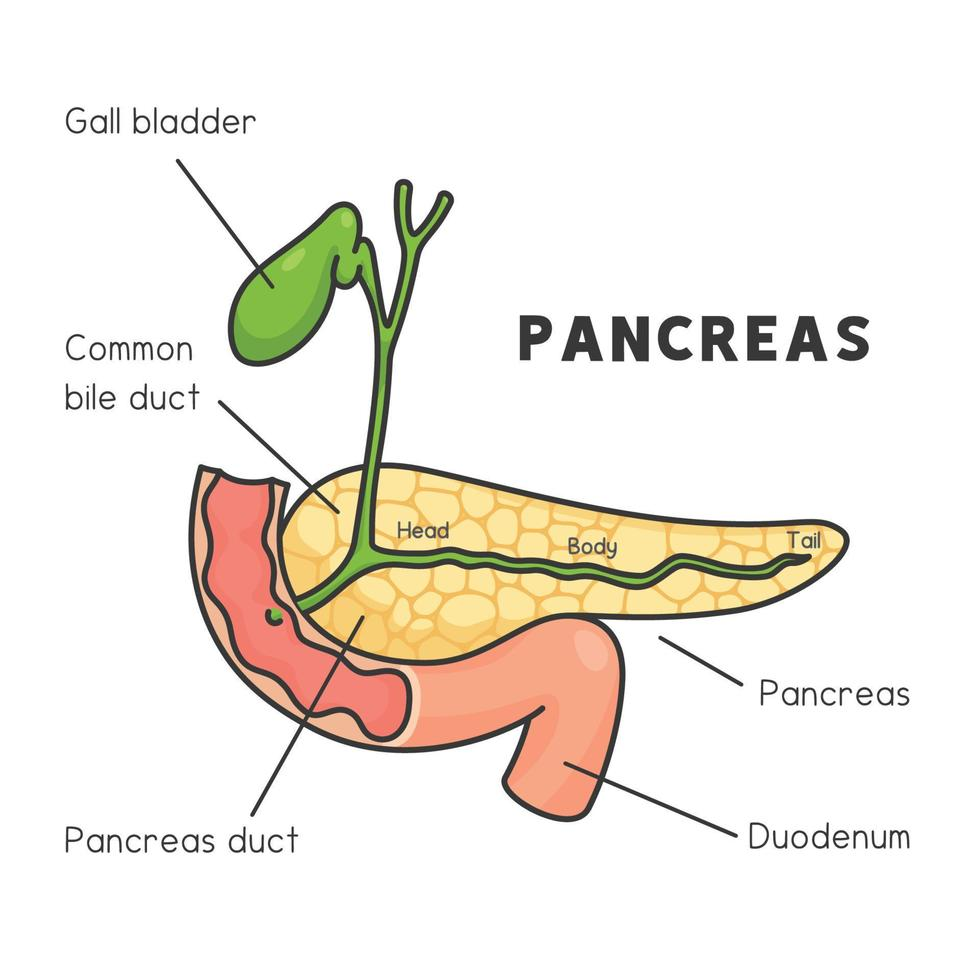 Gall bladder
PANCREAS
Common
bile duct
Head
Body
Tail
Pancreas
Pancreas duct
Duodenum